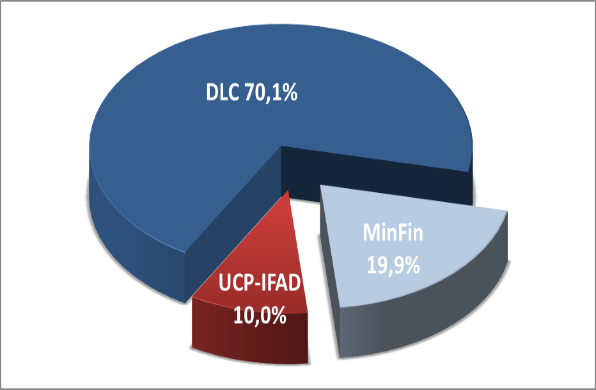 DLC 70,1%
MinFin
19,9%
UCP-IFAD
10,0%